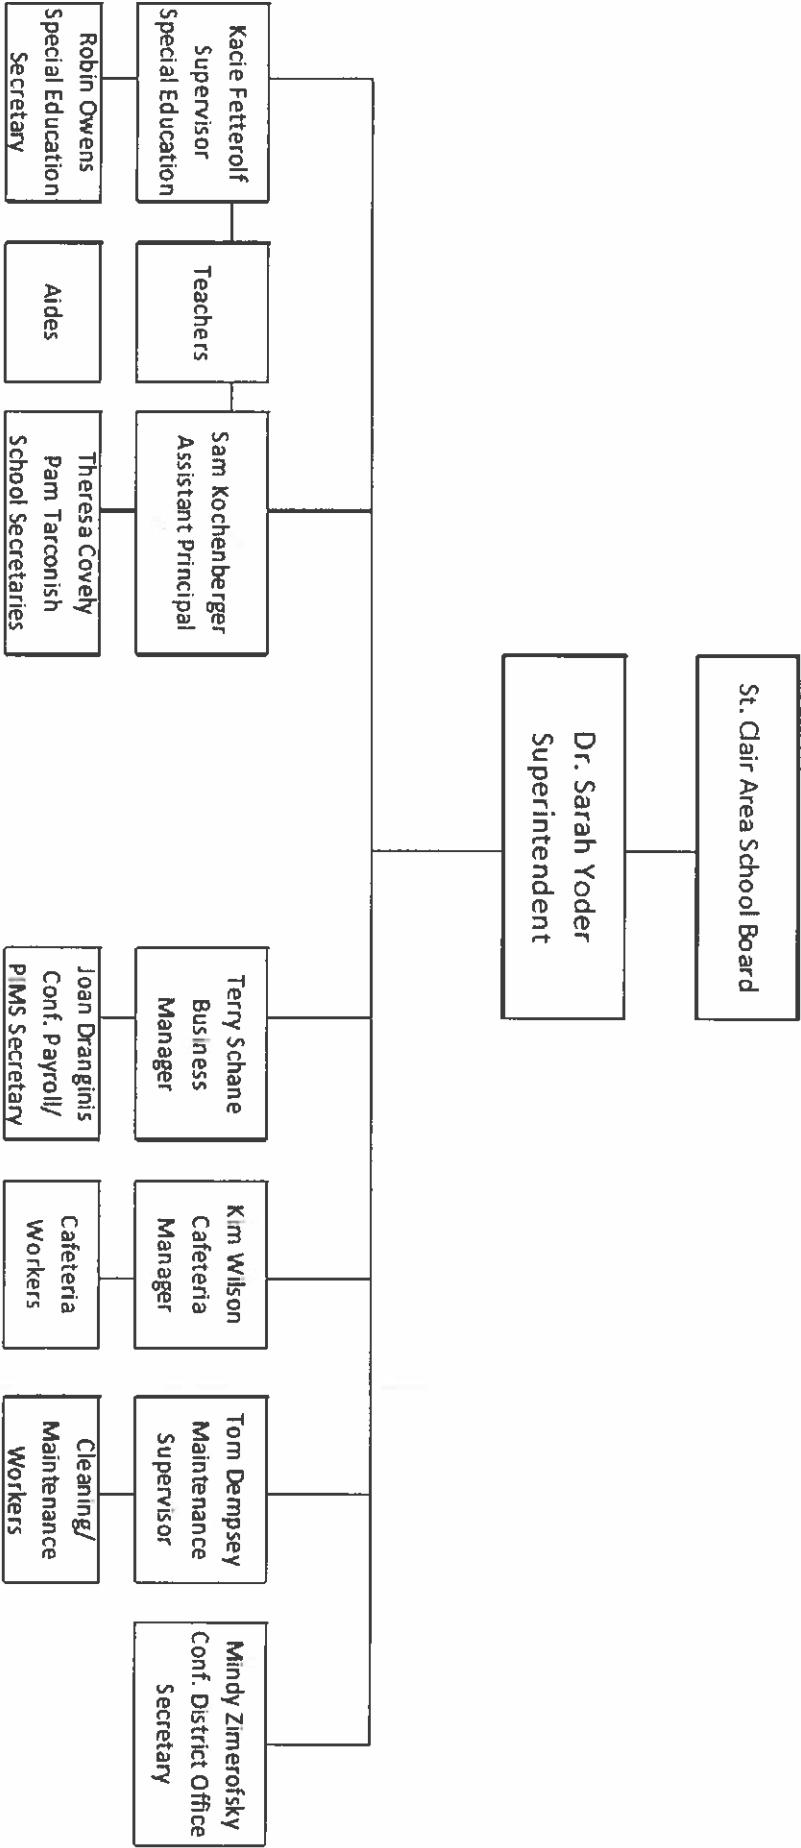 St. Clair Area School Board
Dr. Sarah Yoder
Superintendent
Kacie Fetterolf
Supervisor
Special Education
Teachers
Sam Kochenberger
Assistant Principal
Terry Schane
Business
Manager
Kim Wilson
Cafeteria
Manager
Tom Dempsey
Maintenance
Supervisor
Mindy Zimerofsky
Conf. District Office
Secretary
Robin Owens
Special Education
Secretary
Aides
Theresa Covely
Pam Tarconish
School Secretaries
Joan Dranginis
Conf. Payroll/
PIMS Secretary
Cafeteria
Workers
Cleaning/
Maintenance
Workers